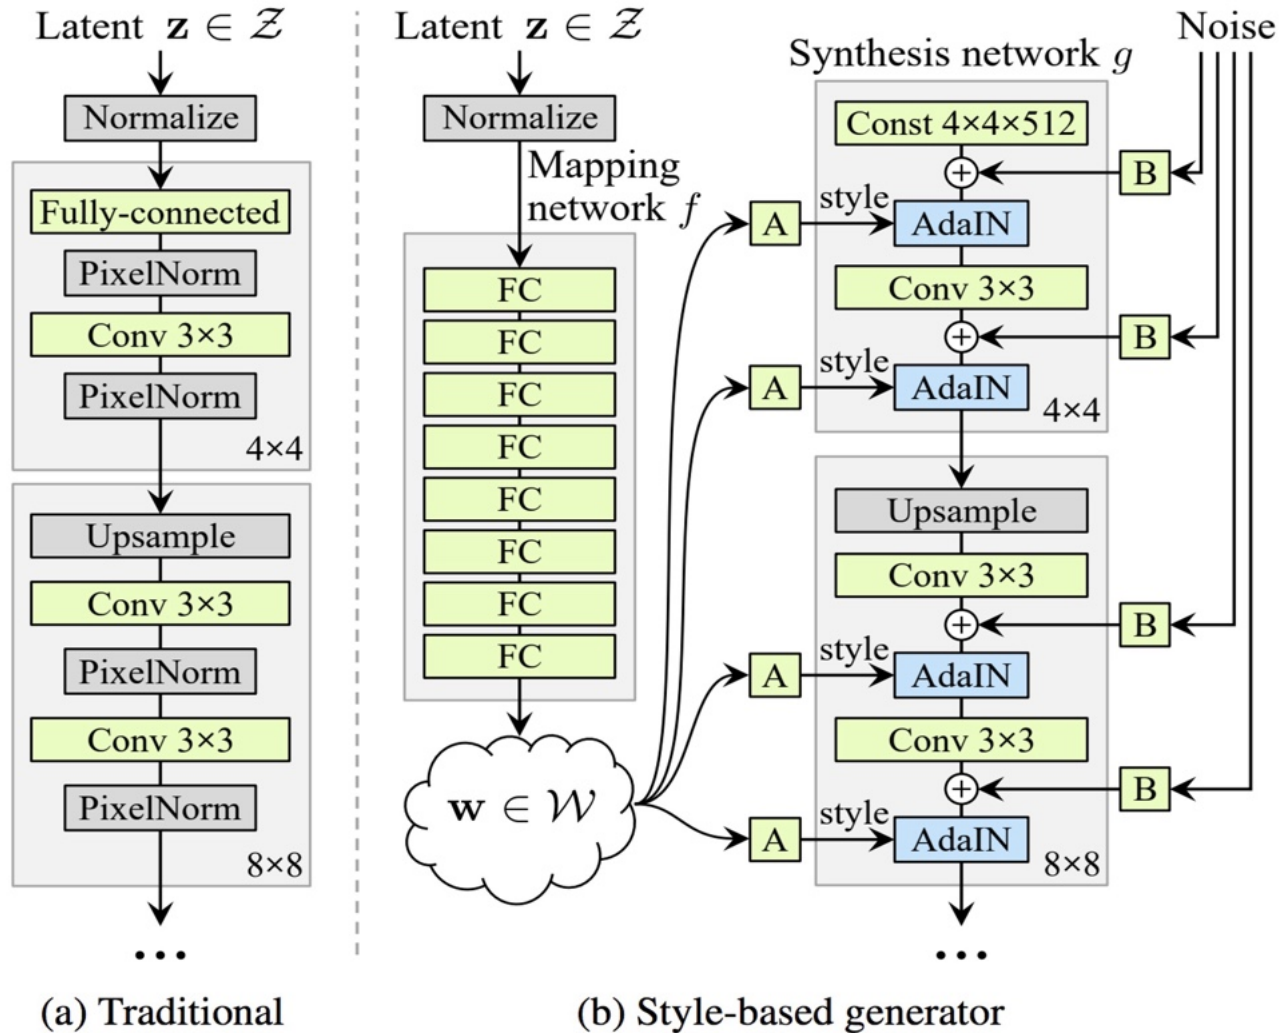 Latent z ∈ 𝒵
Normalize
Fully-connected
PixelNorm
Conv 3×3
PixelNorm
4×4
Upsample
Conv 3×3
PixelNorm
Conv 3×3
PixelNorm
8×8
...
(a) Traditional
Latent z ∈ 𝒵
Normalize
Mapping
network f
FC
FC
FC
FC
FC
FC
FC
FC
w ∈ 𝒲
Noise
Synthesis network g
Const 4×4×512
+
B
A
style
AdaIN
Conv 3×3
+
B
A
style
AdaIN
4×4
Upsample
Conv 3×3
+
B
A
style
AdaIN
Conv 3×3
+
B
A
style
AdaIN
8×8
...
(b) Style-based generator